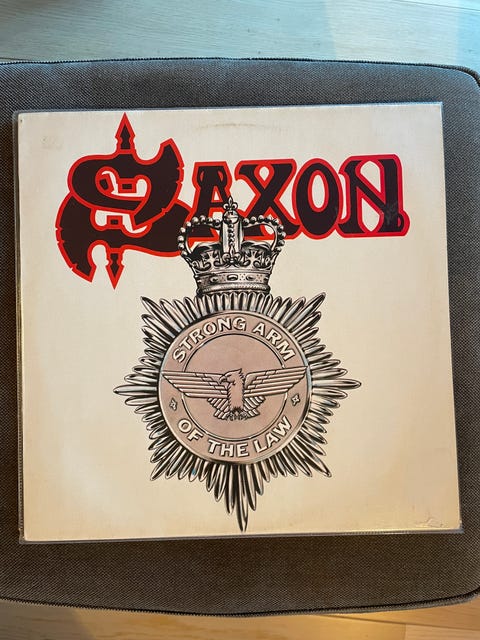 SAXON
STRONG ARM
OF THE LAW